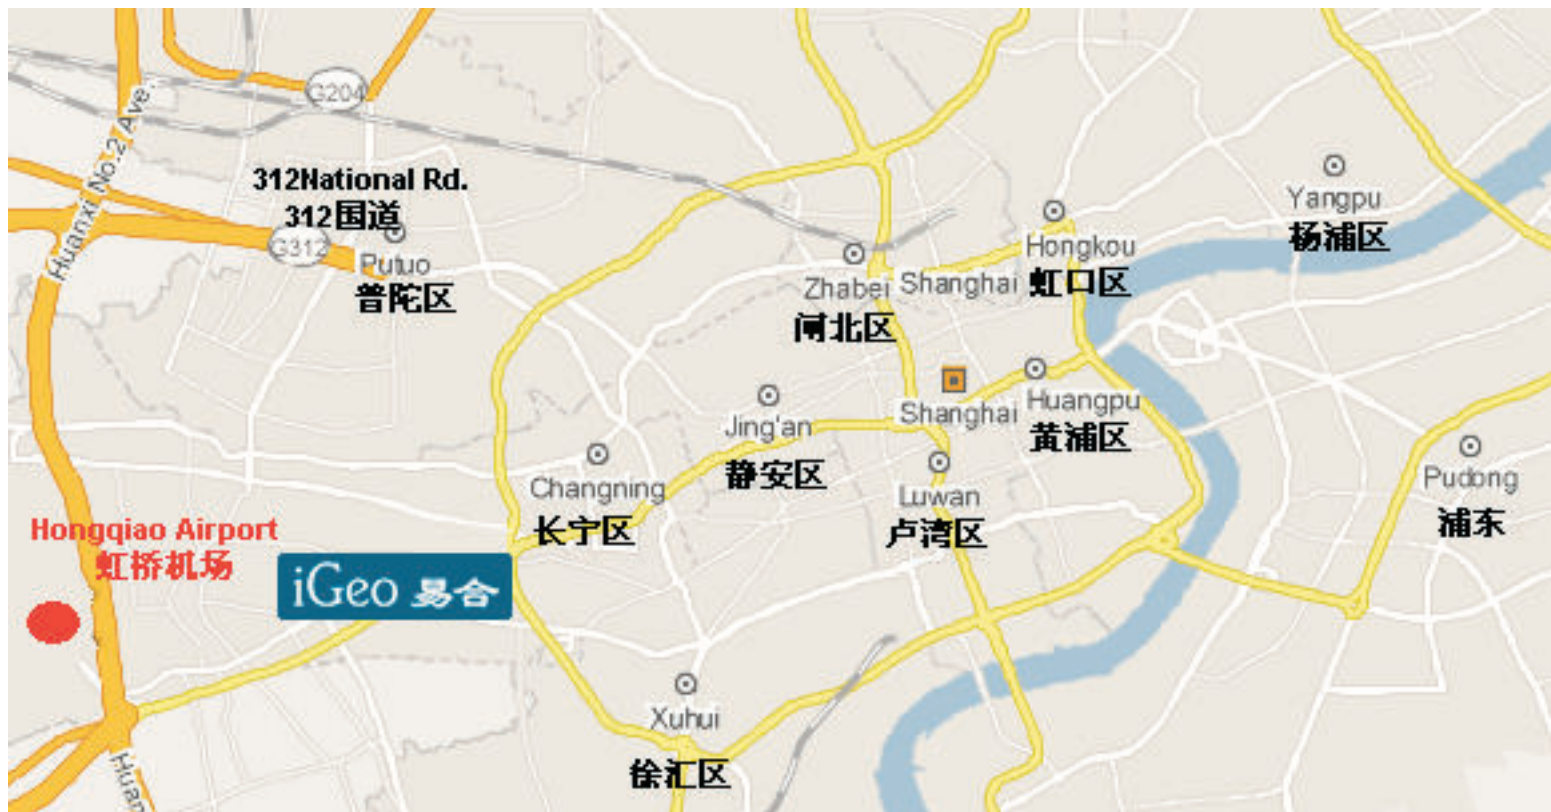 G204
Huanxi No.2 Ave.
312National Rd.
312国道
G312
Putuo
普陀区
Yangpu
杨浦区
Hongkou
虹口区
Zhabei
闸北区
Shanghai
Shanghai
Huangpu
黄浦区
Jing'an
静安区
Changning
长宁区
Luwan
卢湾区
Pudong
浦东
Hongqiao Airport
虹桥机场
iGeo 易合
Xuhui
徐汇区
Huan